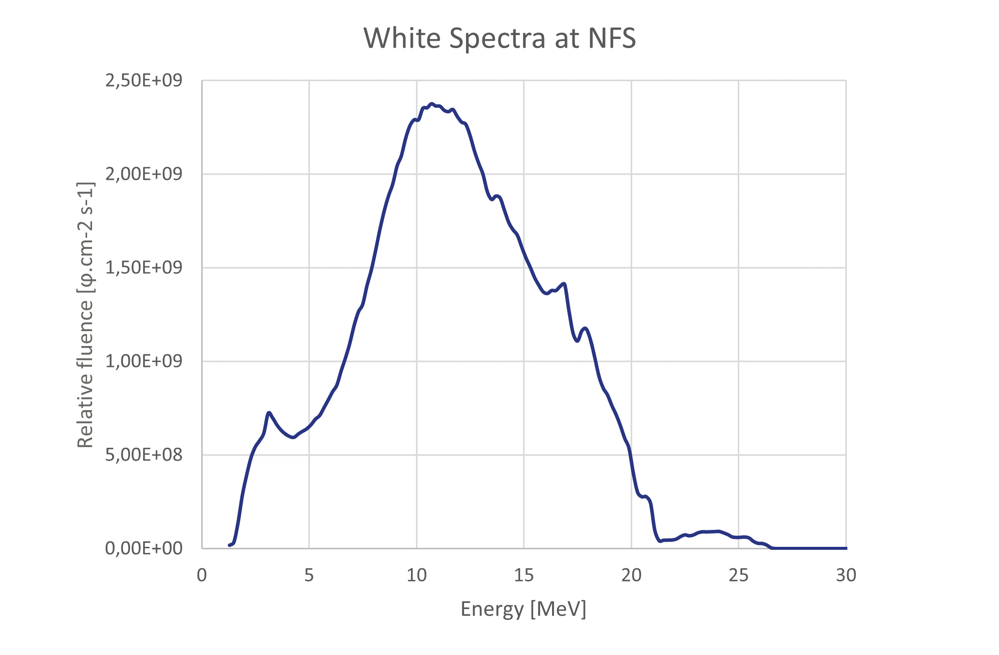 White Spectra at NFS
2,50E+09
2,00E+09
1,50E+09
1,00E+09
5,00E+08
0,00E+00
Relative fluence [φ.cm-2 s-1]
0 5 10 15 20 25 30
Energy [MeV]